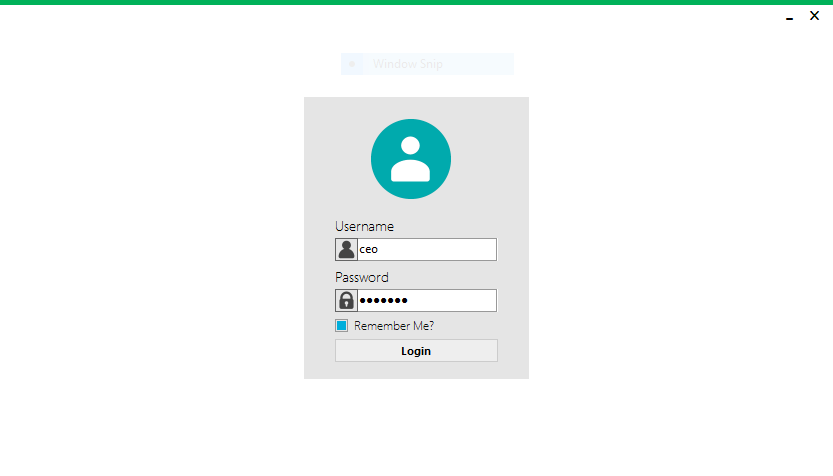 Window Snip
Username
ceo
Password
•••••••
Remember Me?
Login